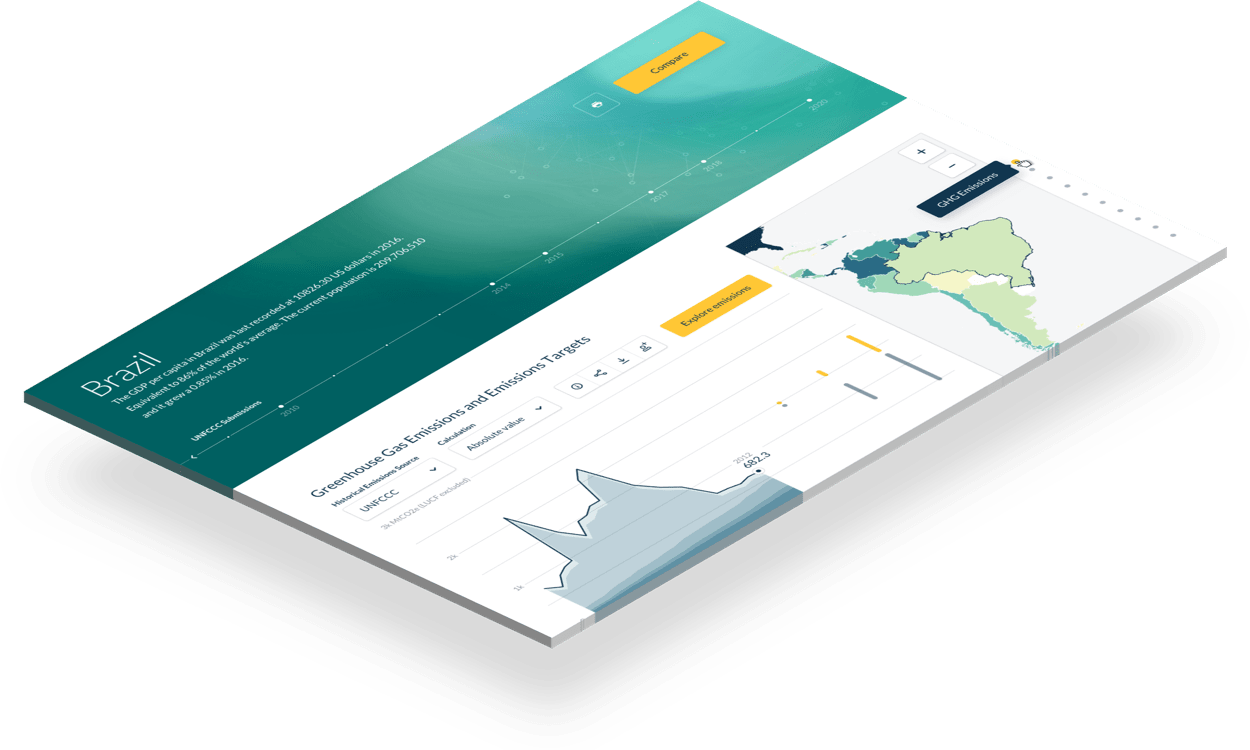 Compare
Brazil
The GDP per capita in Brazil was last recorded at 10826.30 US dollars in 2016.
Equivalent to 86% of the world's average. The current population is 209,706,510
and it grew a 0.85% in 2016.
UNFCCC Submissions
2010
2014
2015
2017
2018
2020
Greenhouse Gas Emissions and Emissions Targets
Explore emissions
Historical Emissions Source
UNFCCC
Calculation
Absolute value
3k MtCO2e (LUCF excluded)
2k
1k
2012
682.3
+
−
GHG Emissions